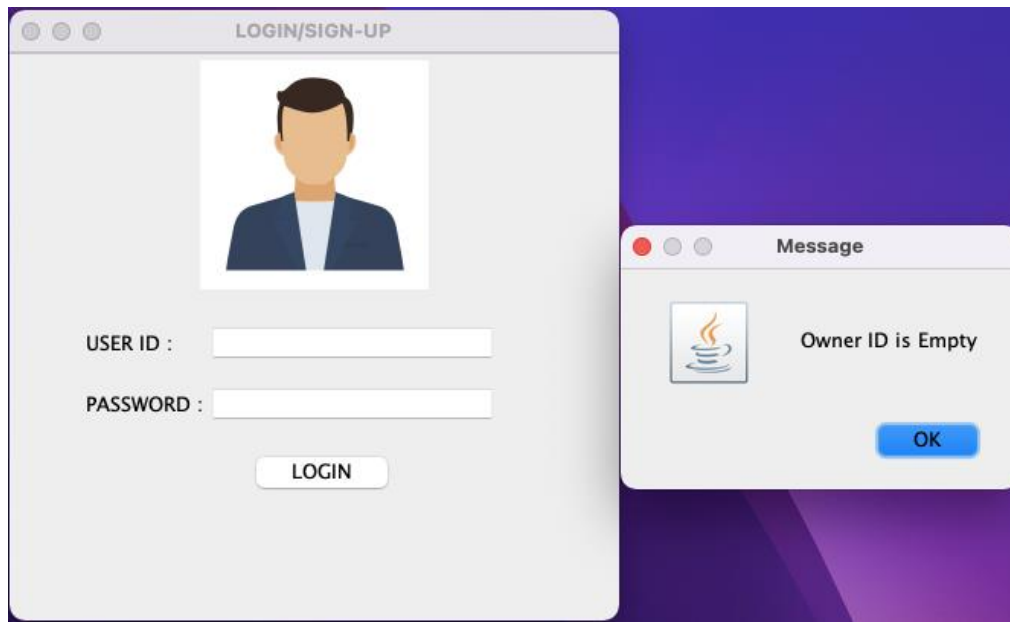 LOGIN/SIGN-UP
USER ID :
PASSWORD :
LOGIN
Message
Owner ID is Empty
OK